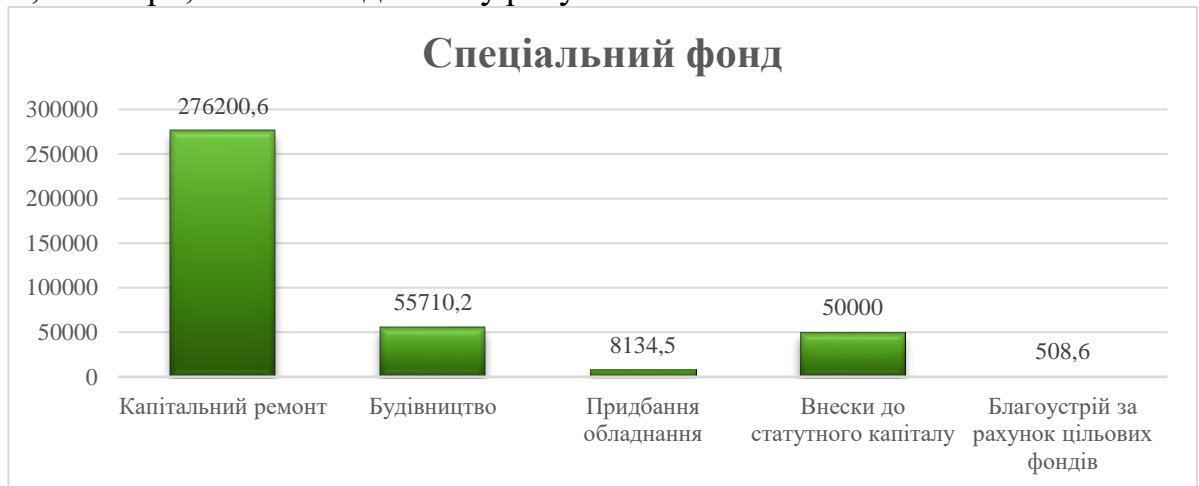 Спеціальний фонд
300000
250000
200000
150000
100000
50000
0
276200,6
55710,2
8134,5
50000
508,6
Капітальний ремонт
Будівництво
Придбання
обладнання
Внески до
статутного капіталу
Благоустрій за
рахунок цільових
фондів